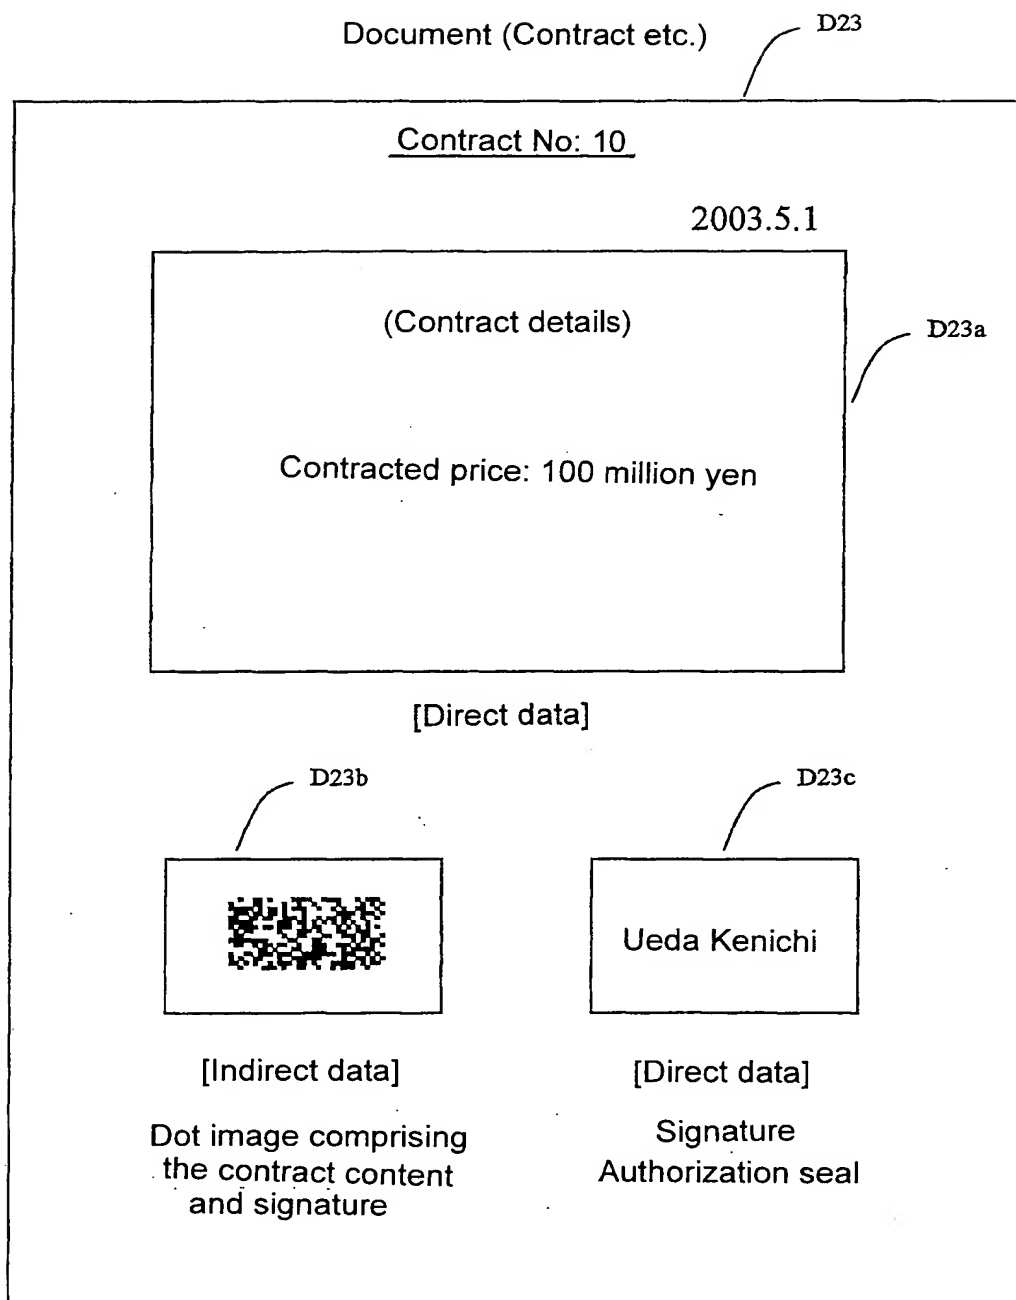 Document (Contract etc.)
D23
Contract No: 10
2003.5.1
(Contract details)
D23a
Contracted price: 100 million yen
[Direct data]
D23b
D23c
Ueda Kenichi
[Indirect data]
[Direct data]
Dot image comprising
the contract content
and signature
Signature
Authorization seal